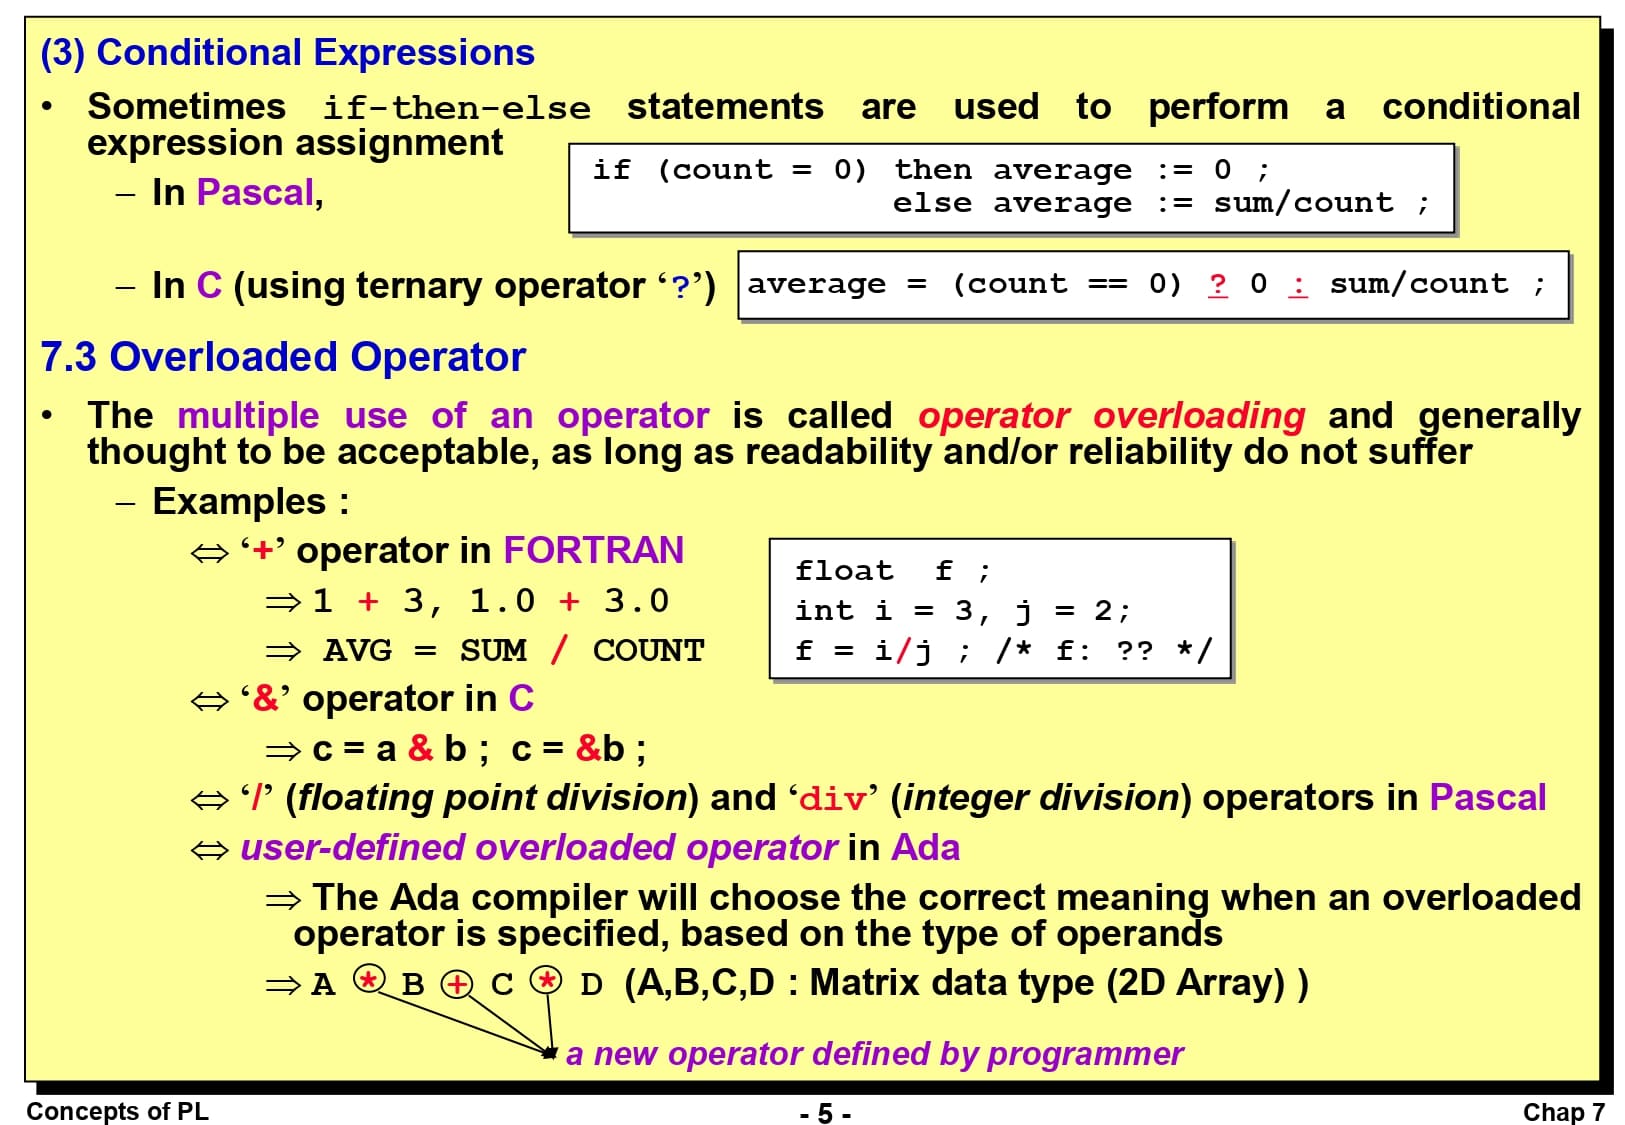 (3) Conditional Expressions
• Sometimes if-then-else statements are used to perform a conditional
expression assignment
– In Pascal,
if (count = 0) then average := 0 ;
else average := sum/count ;
– In C (using ternary operator ‘?’)
average = (count == 0) ? 0 : sum/count ;
7.3 Overloaded Operator
• The multiple use of an operator is called operator overloading and generally
thought to be acceptable, as long as readability and/or reliability do not suffer
– Examples :
⇔ ‘+’ operator in FORTRAN
⇒ 1 + 3, 1.0 + 3.0
⇒ AVG = SUM / COUNT
float f ;
int i = 3, j = 2;
f = i/j ; /* f: ?? */
⇔ ‘&’ operator in C
⇒ c = a & b ; c = &b ;
⇔ ‘/’ (floating point division) and ‘div’ (integer division) operators in Pascal
⇔ user-defined overloaded operator in Ada
⇒ The Ada compiler will choose the correct meaning when an overloaded
operator is specified, based on the type of operands
⇒ A * B + C * D (A,B,C,D : Matrix data type (2D Array) )
a new operator defined by programmer
Concepts of PL
- 5 -
Chap 7